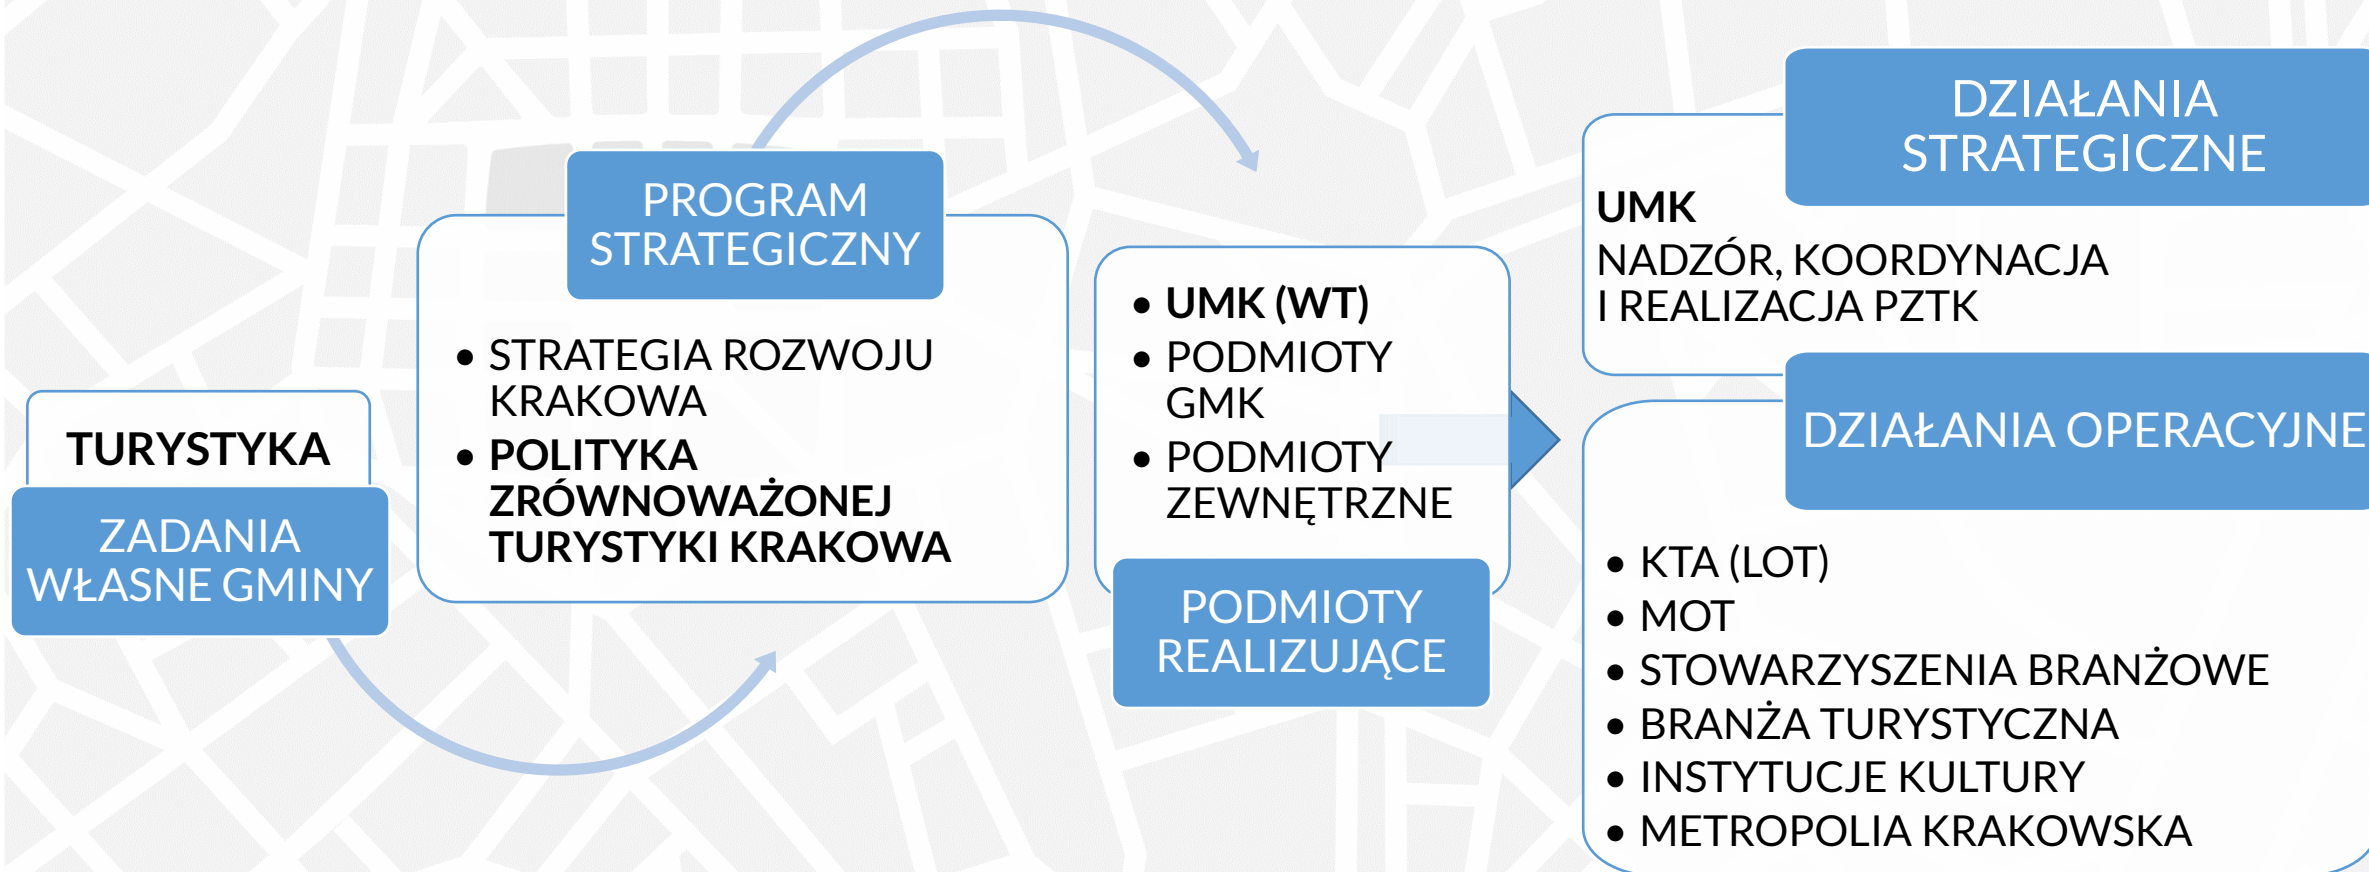 TURYSTYKA
ZADANIA
WŁASNE GMINY
PROGRAM
STRATEGICZNY
• STRATEGIA ROZWOJU
KRAKOWA
• POLITYKA
ZRÓWNOWAŻONEJ
TURYSTYKI KRAKOWA
• UMK (WT)
• PODMIOTY
GMK
• PODMIOTY
ZEWNĘTRZNE
PODMIOTY
REALIZUJĄCE
DZIAŁANIA
STRATEGICZNE
UMK
NADZÓR, KOORDYNACJA
I REALIZACJA PZTK
DZIAŁANIA OPERACYJNE
• KTA (LOT)
• MOT
• STOWARZYSZENIA BRANŻOWE
• BRANŻA TURYSTYCZNA
• INSTYTUCJE KULTURY
• METROPOLIA KRAKOWSKA